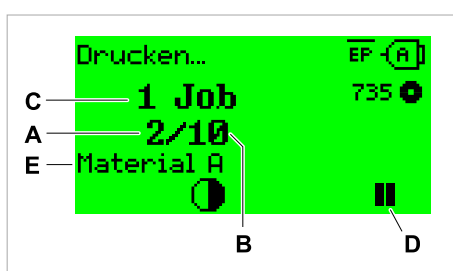 Drucken... EP A
C 1 Job 735
A 2/10
E Material A
B D